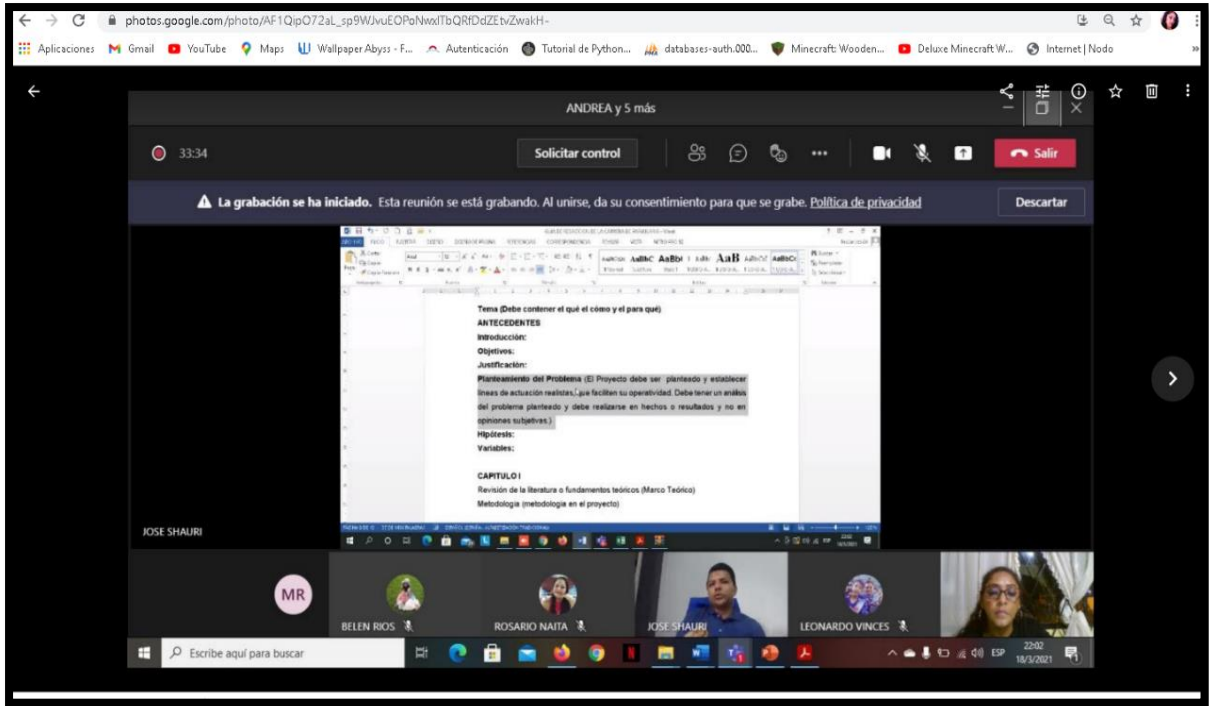 photos.google.com/photo/AF1QipO72aL_sp9WJvuEOPoNwxlTbQRfDdZEtvZwakH-
Aplicaciones Gmail YouTube Maps Wallpaper Abyss - F... Autenticación Tutorial de Python... databases-auth.000... Minecraft: Wooden... Deluxe Minecraft W... Internet | Nodo »
ANDREA y 5 más
33:34 Solicitar control Salir
La grabación se ha iniciado. Esta reunión se está grabando. Al unirse, da su consentimiento para que se grabe. Política de privacidad Descartar
Tema (Debe contener el qué el cómo y el para qué)
ANTECEDENTES
Introducción:
Objetivos:
Justificación:
Planteamiento del Problema (El Proyecto debe ser planteado y establecer
líneas de actuación realistas, que faciliten su operatividad. Debe tener un análisis
del problema planteado y debe realizarse en hechos o resultados y no en
opiniones subjetivas.)
Hipótesis:
Variables:
CAPITULO I
Revisión de la literatura o fundamentos teóricos (Marco Teórico)
Metodología (metodología en el proyecto)
JOSE SHAURI
MR
BELEN RIOS ROSARIO NAITA JOSE SHAURI LEONARDO VINCES
Escribe aquí para buscar ESP 22:02
18/3/2021